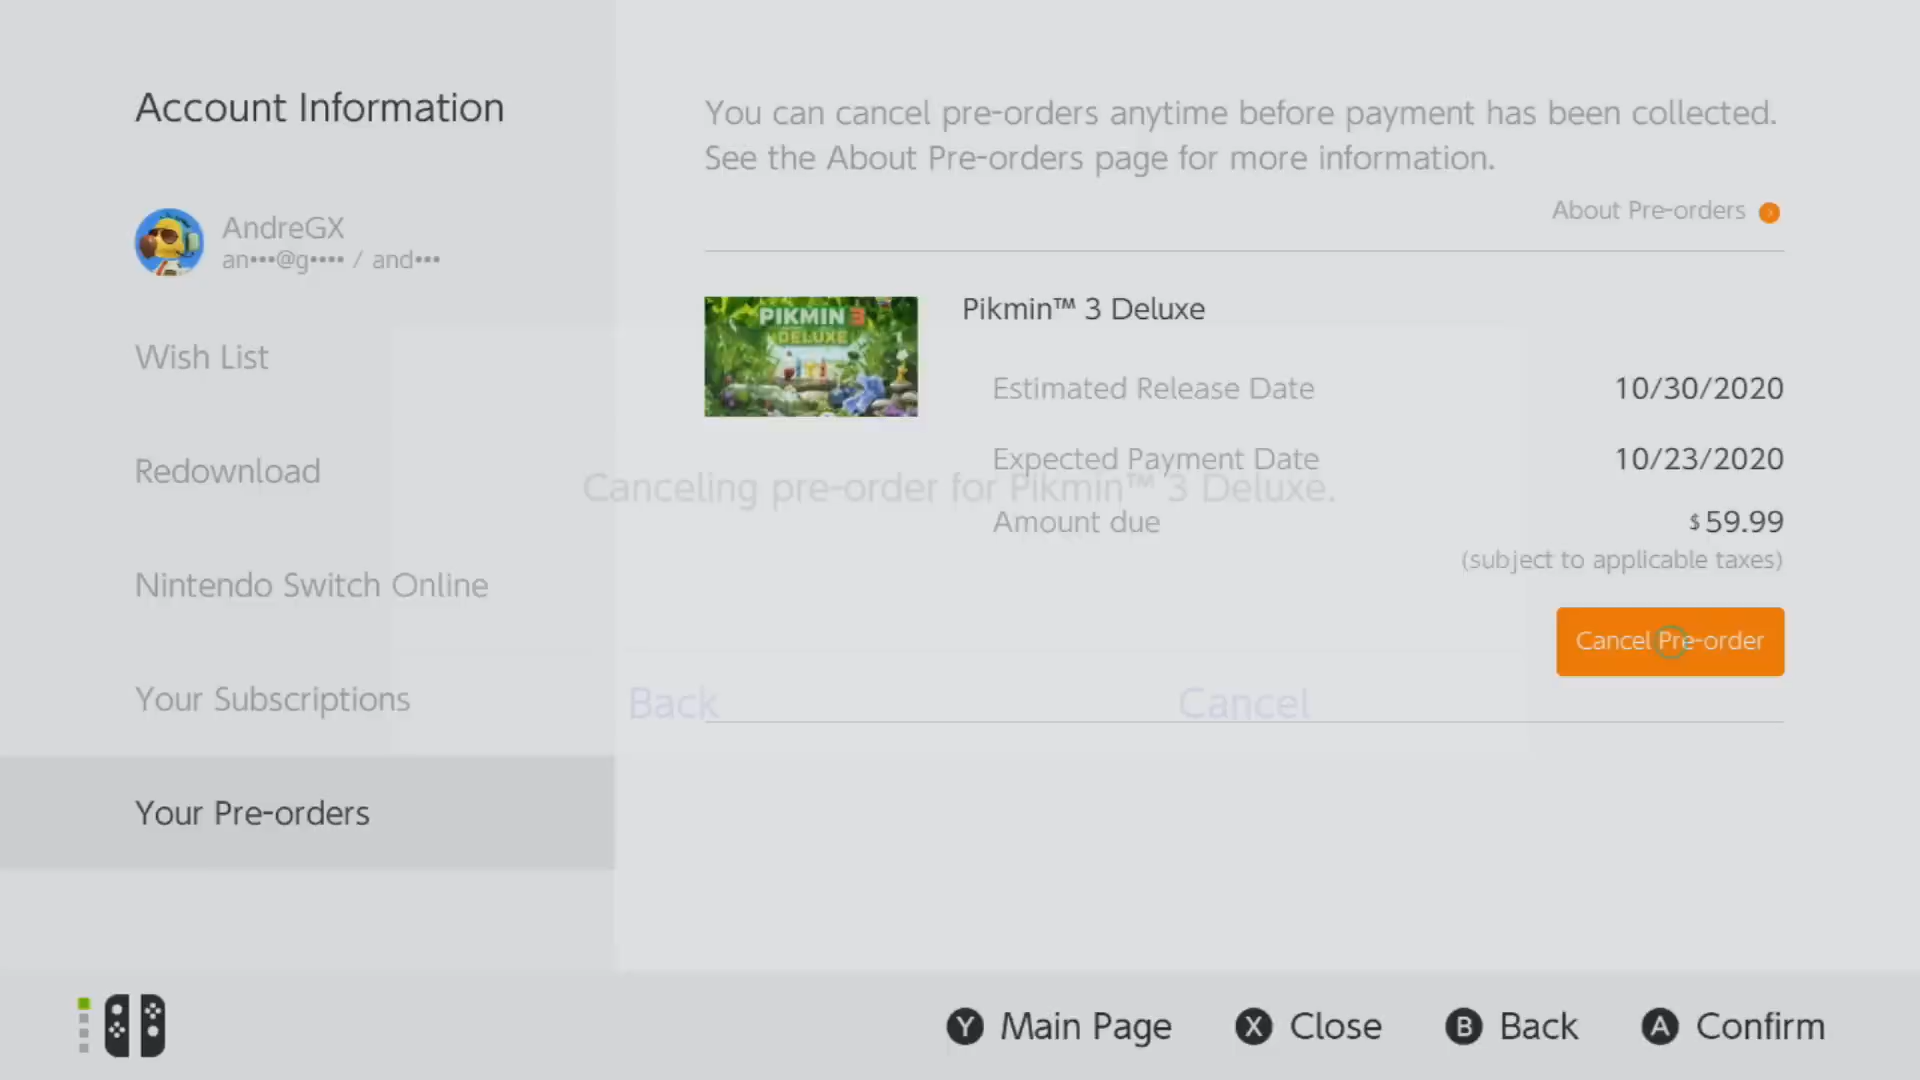 Account Information
AndreGX
an•••@g•••• / and•••
Wish List
Redownload
Nintendo Switch Online
Your Subscriptions
Your Pre-orders
You can cancel pre-orders anytime before payment has been collected.
See the About Pre-orders page for more information.
About Pre-orders
PIKMIN 3
DELUXE
Pikmin™ 3 Deluxe
Estimated Release Date 10/30/2020
Expected Payment Date 10/23/2020
Canceling pre-order for Pikmin™ 3 Deluxe.
Amount due $59.99
(subject to applicable taxes)
Cancel Pre-order
Back Cancel
Y Main Page X Close B Back A Confirm